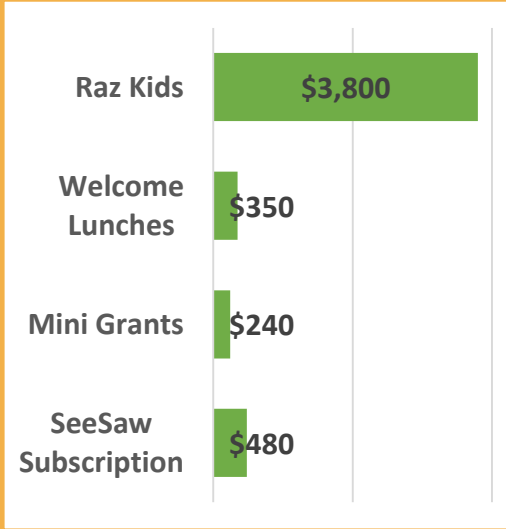 Raz Kids
$3,800
Welcome
Lunches
$350
Mini Grants
$240
SeeSaw
Subscription
$480